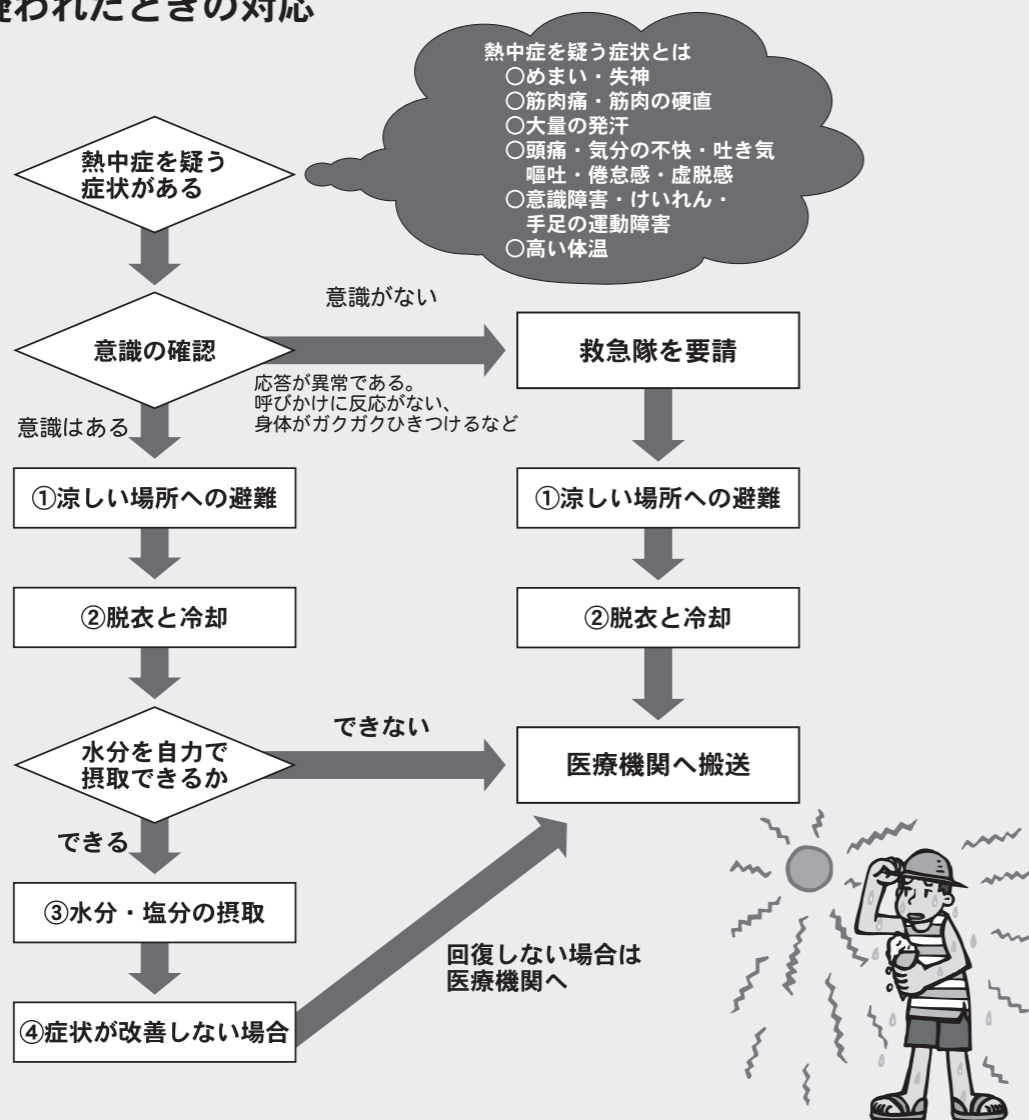 疑われたときの対応
熱中症を疑う症状とは
○めまい・失神
○筋肉痛・筋肉の硬直
○大量の発汗
○頭痛・気分の不快・吐き気
嘔吐・倦怠感・虚脱感
○意識障害・けいれん・
手足の運動障害
○高い体温
熱中症を疑う
症状がある
意識の確認
意識がない
応答が異常である。
呼びかけに反応がない、
身体がガクガクひきつけるなど
救急隊を要請
意識はある
①涼しい場所への避難
①涼しい場所への避難
②脱衣と冷却
②脱衣と冷却
水分を自力で
摂取できるか
できない
医療機関へ搬送
できる
③水分・塩分の摂取
回復しない場合は
医療機関へ
④症状が改善しない場合